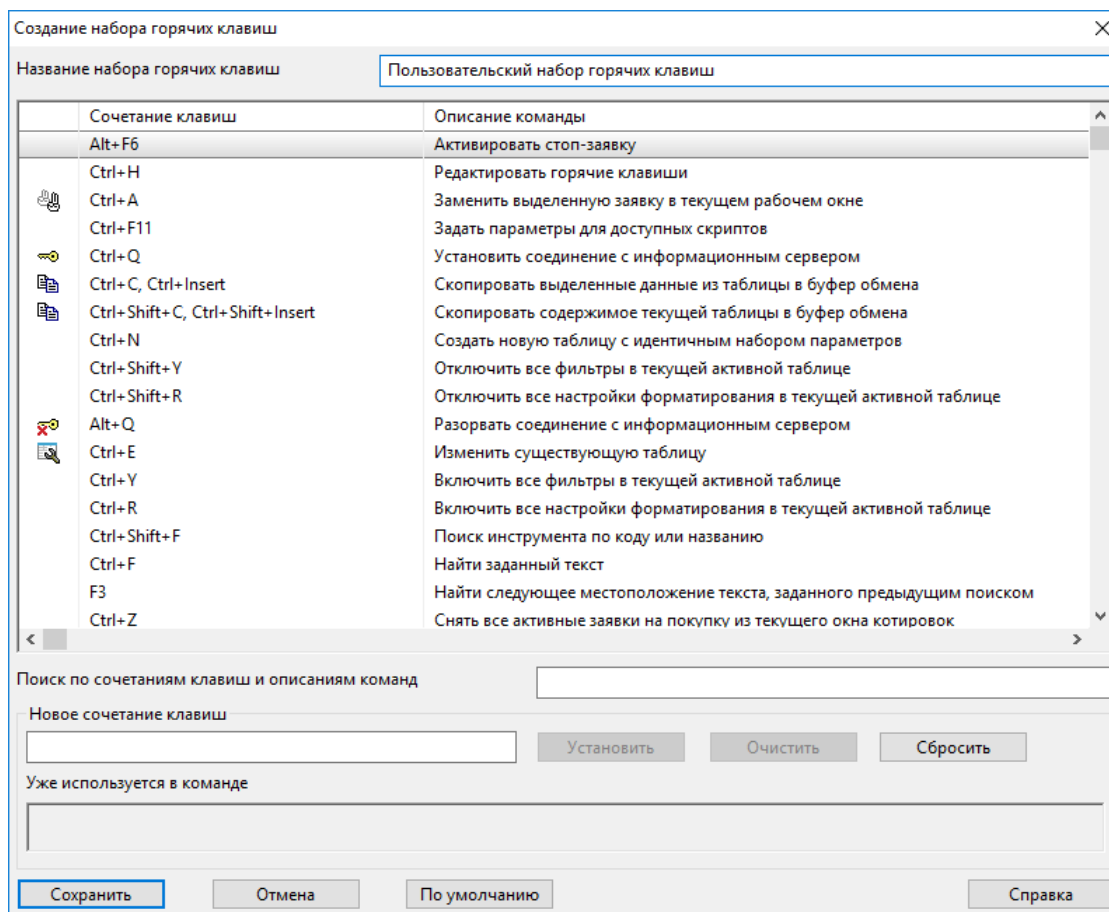 Создание набора горячих клавиш
Название набора горячих клавиш Пользовательский набор горячих клавиш
Сочетание клавиш Описание команды
Alt+F6 Активировать стоп-заявку
Ctrl+H Редактировать горячие клавиши
Ctrl+A Заменить выделенную заявку в текущем рабочем окне
Ctrl+F11 Задать параметры для доступных скриптов
Ctrl+Q Установить соединение с информационным сервером
Ctrl+C, Ctrl+Insert Скопировать выделенные данные из таблицы в буфер обмена
Ctrl+Shift+C, Ctrl+Shift+Insert Скопировать содержимое текущей таблицы в буфер обмена
Ctrl+N Создать новую таблицу с идентичным набором параметров
Ctrl+Shift+Y Отключить все фильтры в текущей активной таблице
Ctrl+Shift+R Отключить все настройки форматирования в текущей активной таблице
Alt+Q Разорвать соединение с информационным сервером
Ctrl+E Изменить существующую таблицу
Ctrl+Y Включить все фильтры в текущей активной таблице
Ctrl+R Включить все настройки форматирования в текущей активной таблице
Ctrl+Shift+F Поиск инструмента по коду или названию
Ctrl+F Найти заданный текст
F3 Найти следующее местоположение текста, заданного предыдущим поиском
Ctrl+Z Снять все активные заявки на покупку из текущего окна котировок
Поиск по сочетаниям клавиш и описаниям команд
Новое сочетание клавиш
Установить Очистить Сбросить
Уже используется в команде
Сохранить Отмена По умолчанию Справка